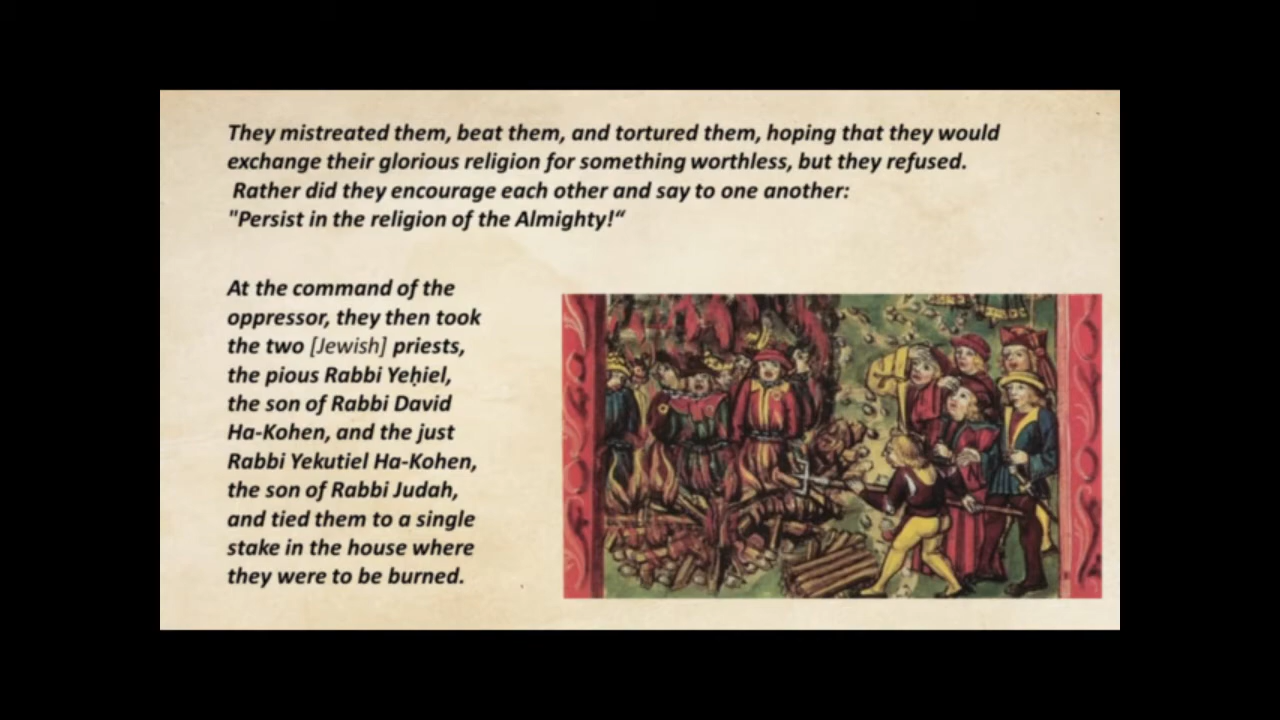 They mistreated them, beat them, and tortured them, hoping that they would
exchange their glorious religion for something worthless, but they refused.
Rather did they encourage each other and say to one another:
"Persist in the religion of the Almighty!“
At the command of the
oppressor, they then took
the two [Jewish] priests,
the pious Rabbi Yeḥiel,
the son of Rabbi David
Ha-Kohen, and the just
Rabbi Yekutiel Ha-Kohen,
the son of Rabbi Judah,
and tied them to a single
stake in the house where
they were to be burned.